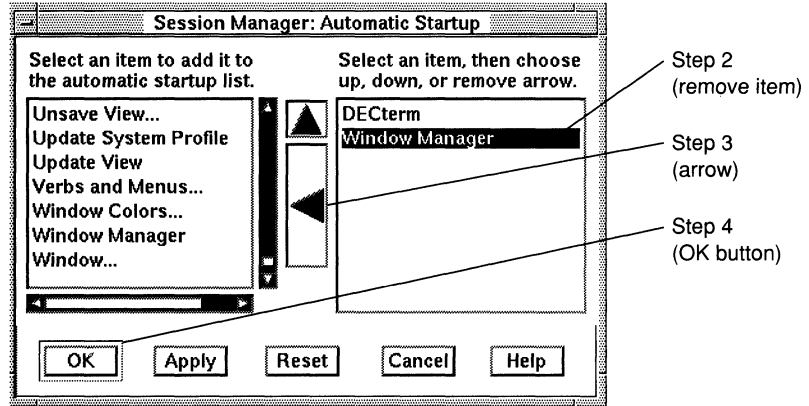 Session Manager: Automatic Startup
Select an item to add it to
the automatic startup list.
Select an item, then choose
up, down, or remove arrow.
Unsave View...
Update System Profile
Update View
Verbs and Menus...
Window Colors...
Window Manager
Window...
DECterm
Window Manager
OK
Apply
Reset
Cancel
Help
Step 2
(remove item)
Step 3
(arrow)
Step 4
(OK button)